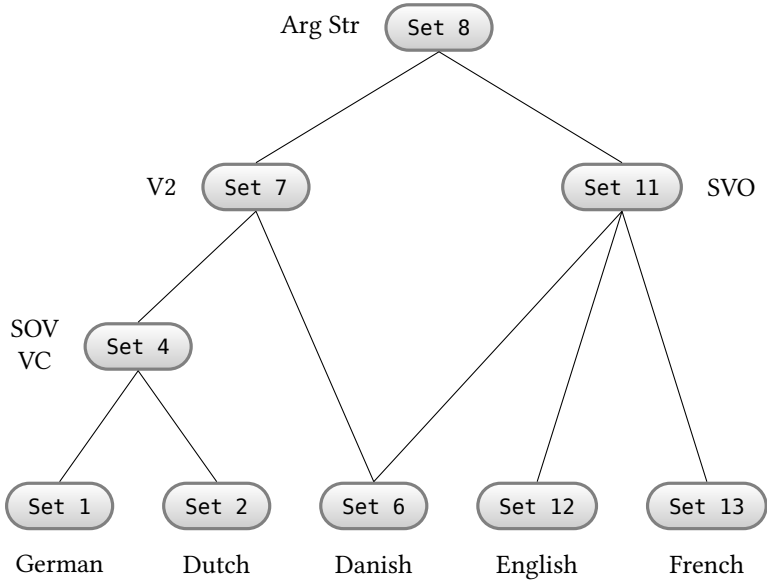 Arg Str Set 8
V2 Set 7 Set 11 SVO
SOV
VC
Set 4
Set 1 Set 2 Set 6 Set 12 Set 13
German Dutch Danish English French